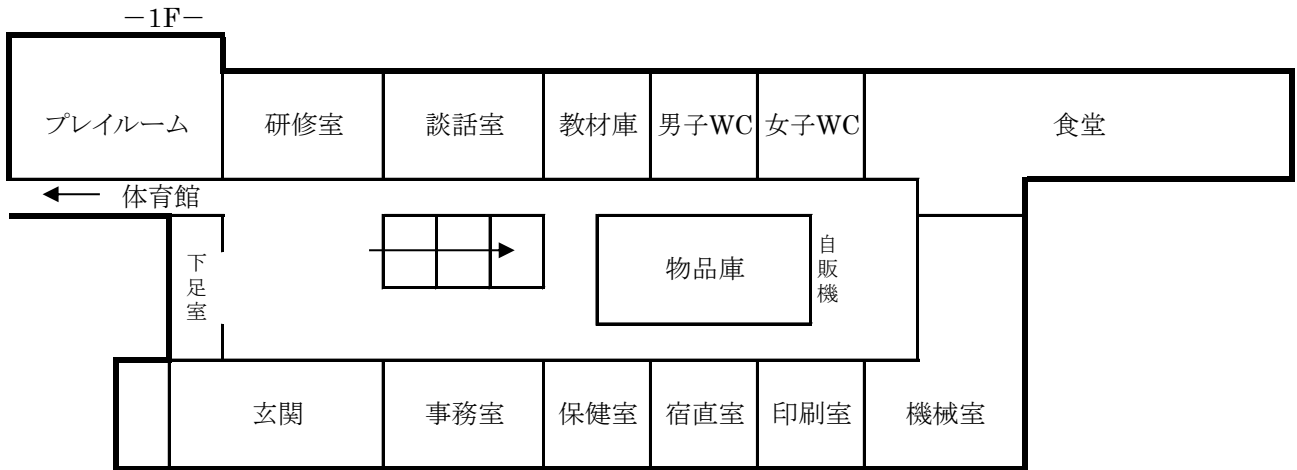 －1F－
プレイルーム
研修室
談話室
教材庫
男子WC
女子WC
食堂
体育館
下足室
物品庫
自販機
玄関
事務室
保健室
宿直室
印刷室
機械室